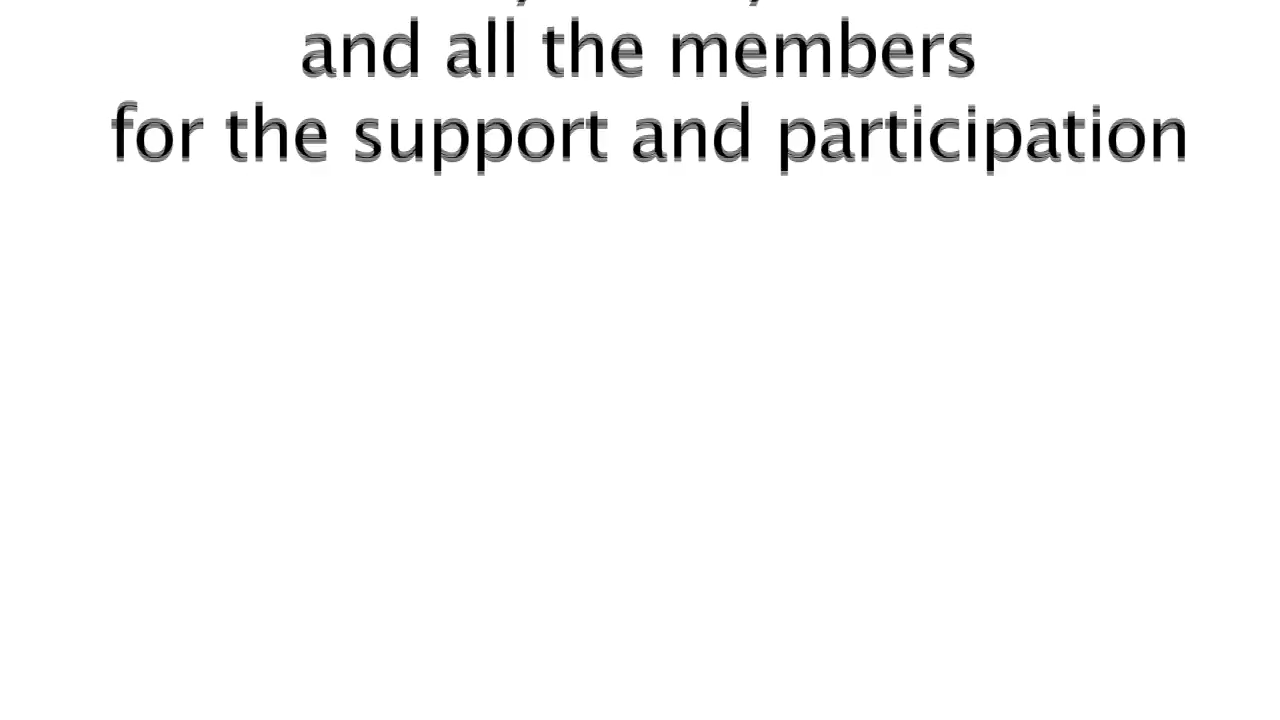 and all the members
for the support and participation